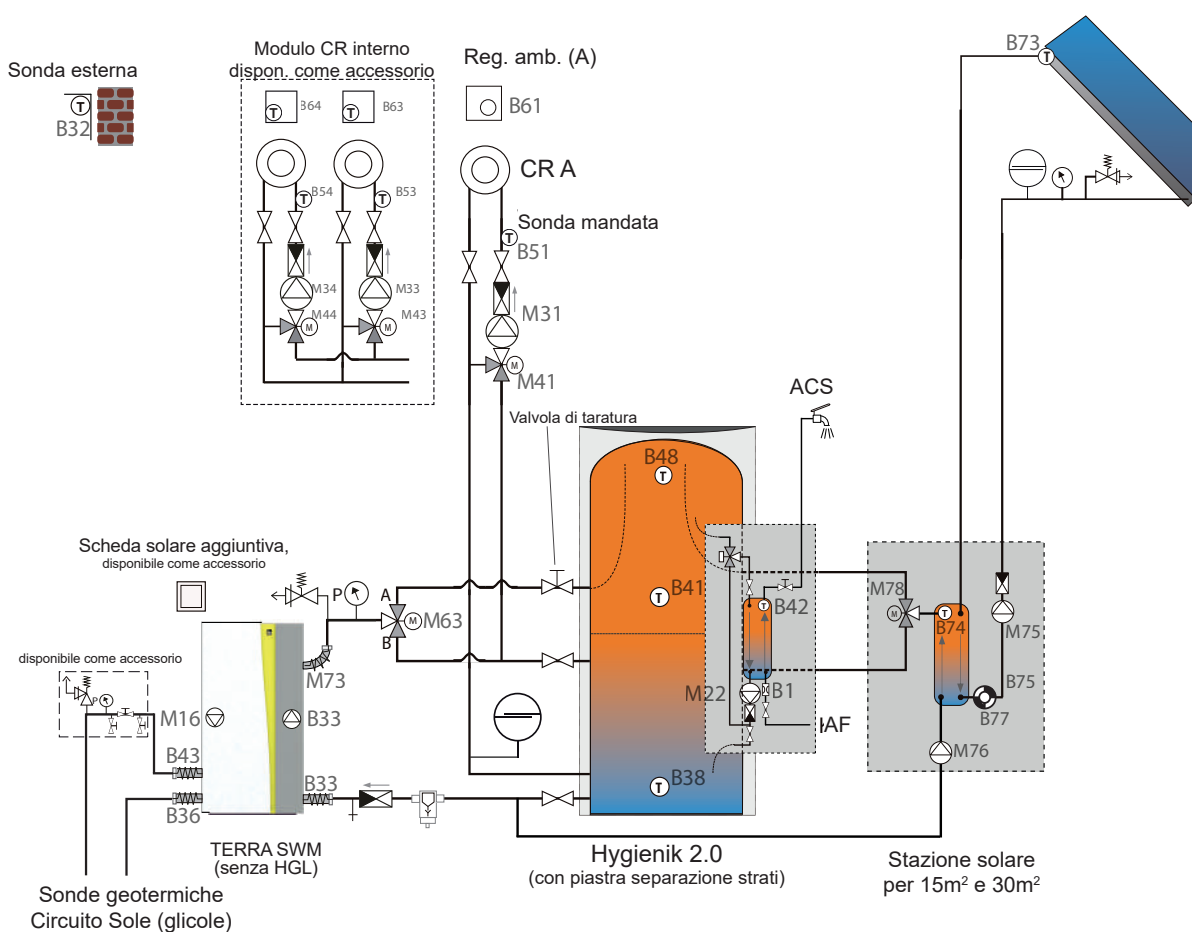 Sonda esterna
T
B32
Modulo CR interno
dispon. come accessorio
T
B64
T
B63
T
B54
T
B53
M34
M33
M44
M
M43
M
Reg. amb. (A)
B61
CR A
Sonda mandata
T
B51
M31
M
M41
Valvola di taratura
ACS
B73
T
Scheda solare aggiuntiva,
disponibile come accessorio
P
A
M
M63
B
M73
disponibile come accessorio
P
M16
B33
B43
B36
B33
TERRA SWM
(senza HGL)
Sonde geotermiche
Circuito Sole (glicole)
B48
T
B41
T
B38
T
T
B42
M22
B1
AF
Hygienik 2.0
(con piastra separazione strati)
M78
M
T
B74
M75
B75
B77
M76
Stazione solare
per 15m² e 30m²